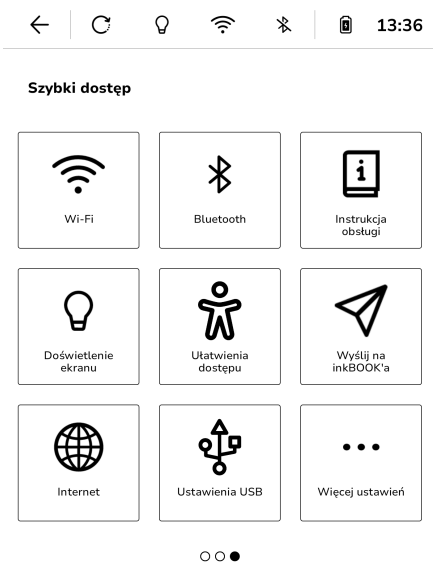 13:36
Szybki dostęp
Wi-Fi
Bluetooth
Instrukcja
obsługi
Doświetlenie
ekranu
Ułatwienia
dostępu
Wyślij na
inkBOOK'a
Internet
Ustawienia USB
Więcej ustawień